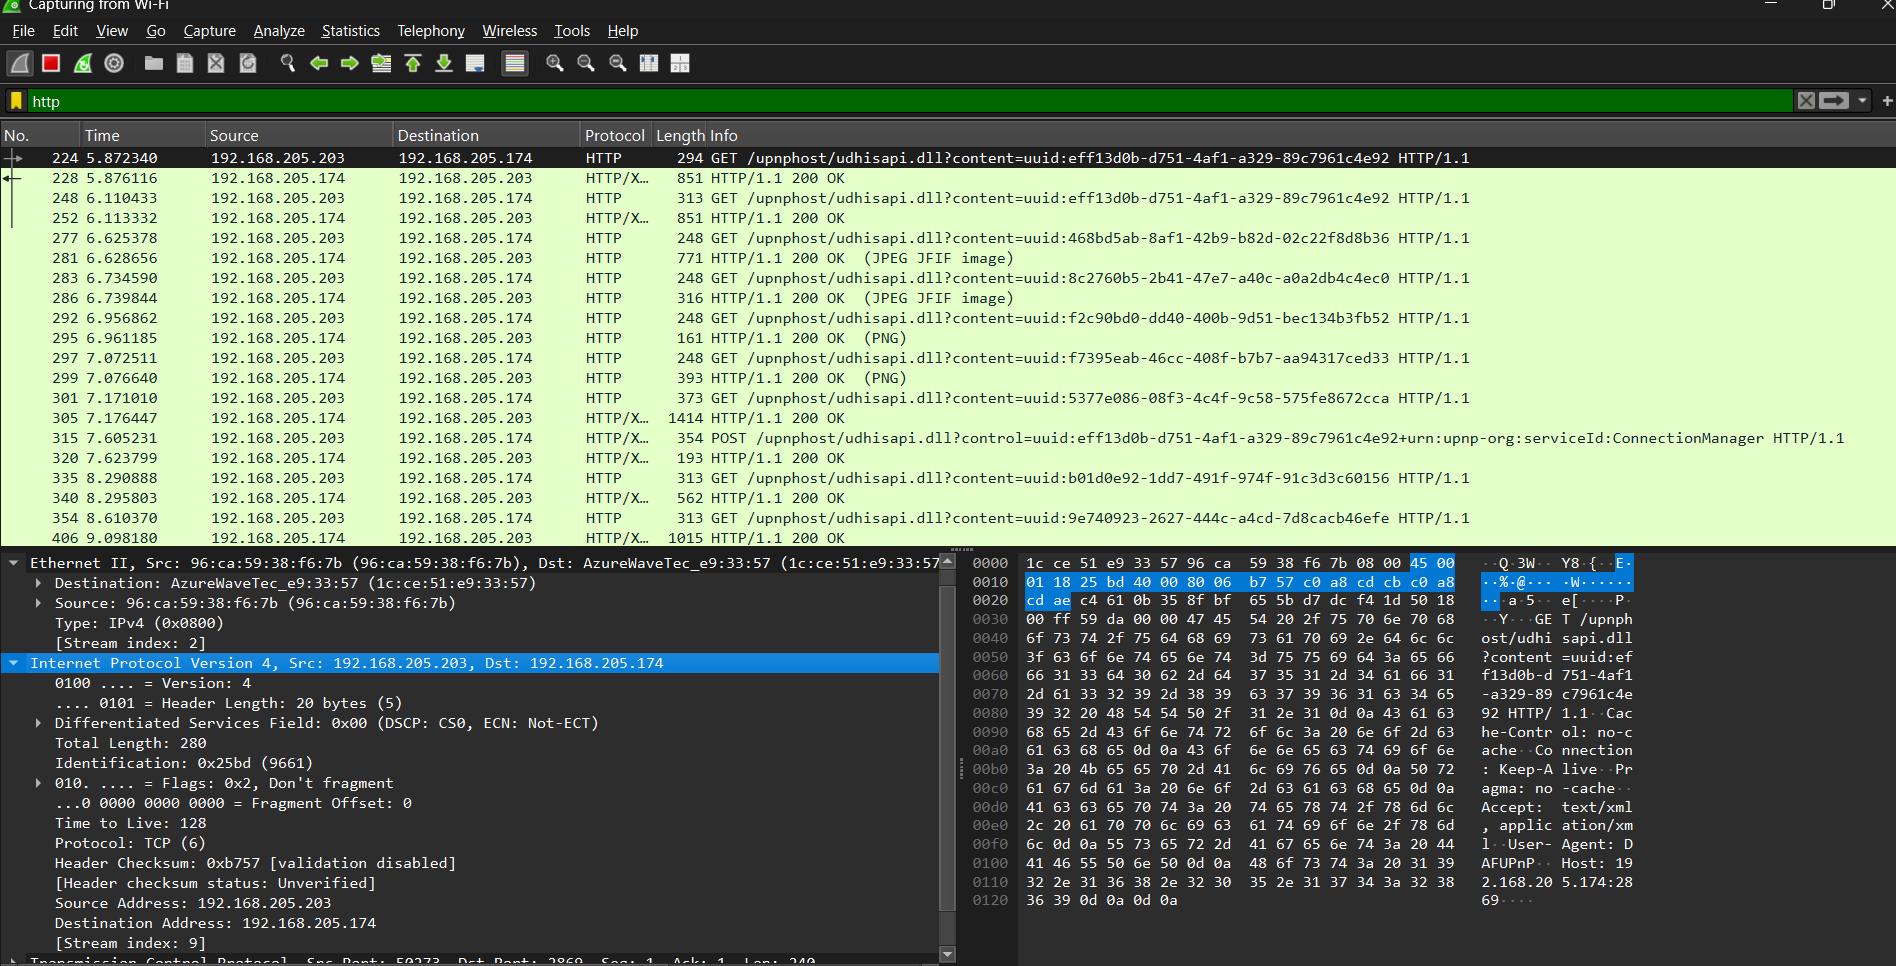 Capturing from Wi-Fi
File Edit View Go Capture Analyze Statistics Telephony Wireless Tools Help
http
No. Time Source Destination Protocol Length Info
224 5.872340 192.168.205.203 192.168.205.174 HTTP 294 GET /upnphost/udhisapi.dll?content=uuid:eff13d0b-d751-4af1-a329-89c7961c4e92 HTTP/1.1
228 5.876116 192.168.205.174 192.168.205.203 HTTP/X… 851 HTTP/1.1 200 OK
248 6.110433 192.168.205.203 192.168.205.174 HTTP 313 GET /upnphost/udhisapi.dll?content=uuid:eff13d0b-d751-4af1-a329-89c7961c4e92 HTTP/1.1
252 6.113332 192.168.205.174 192.168.205.203 HTTP/X… 851 HTTP/1.1 200 OK
277 6.625378 192.168.205.203 192.168.205.174 HTTP 248 GET /upnphost/udhisapi.dll?content=uuid:468bd5ab-8af1-42b9-b82d-02c22f8d8b36 HTTP/1.1
281 6.628656 192.168.205.174 192.168.205.203 HTTP 771 HTTP/1.1 200 OK  (JPEG JFIF image)
283 6.734590 192.168.205.203 192.168.205.174 HTTP 248 GET /upnphost/udhisapi.dll?content=uuid:8c2760b5-2b41-47e7-a40c-a0a2db4c4ec0 HTTP/1.1
286 6.739844 192.168.205.174 192.168.205.203 HTTP 316 HTTP/1.1 200 OK  (JPEG JFIF image)
292 6.956862 192.168.205.203 192.168.205.174 HTTP 248 GET /upnphost/udhisapi.dll?content=uuid:f2c90bd0-dd40-400b-9d51-bec134b3fb52 HTTP/1.1
295 6.961185 192.168.205.174 192.168.205.203 HTTP 161 HTTP/1.1 200 OK  (PNG)
297 7.072511 192.168.205.203 192.168.205.174 HTTP 248 GET /upnphost/udhisapi.dll?content=uuid:f7395eab-46cc-408f-b7b7-aa94317ced33 HTTP/1.1
299 7.076640 192.168.205.174 192.168.205.203 HTTP 393 HTTP/1.1 200 OK  (PNG)
301 7.171010 192.168.205.203 192.168.205.174 HTTP 373 GET /upnphost/udhisapi.dll?content=uuid:5377e086-08f3-4c4f-9c58-575fe8672cca HTTP/1.1
305 7.176447 192.168.205.174 192.168.205.203 HTTP/X… 1414 HTTP/1.1 200 OK
315 7.605231 192.168.205.203 192.168.205.174 HTTP 354 POST /upnphost/udhisapi.dll?control=uuid:eff13d0b-d751-4af1-a329-89c7961c4e92+urn:upnp-org:serviceId:ConnectionManager HTTP/1.1
320 7.623799 192.168.205.174 192.168.205.203 HTTP/X… 193 HTTP/1.1 200 OK
335 8.290888 192.168.205.203 192.168.205.174 HTTP 313 GET /upnphost/udhisapi.dll?content=uuid:b01d0e92-1dd7-491f-974f-91c3d3c60156 HTTP/1.1
340 8.295803 192.168.205.174 192.168.205.203 HTTP/X… 562 HTTP/1.1 200 OK
354 8.610370 192.168.205.203 192.168.205.174 HTTP 313 GET /upnphost/udhisapi.dll?content=uuid:9e740923-2627-444c-a4cd-7d8cacb46efe HTTP/1.1
406 9.098180 192.168.205.174 192.168.205.203 HTTP/X… 1015 HTTP/1.1 200 OK
Ethernet II, Src: 96:ca:59:38:f6:7b (96:ca:59:38:f6:7b), Dst: AzureWaveTec_e9:33:57 (1c:ce:51:e9:33:57
Destination: AzureWaveTec_e9:33:57 (1c:ce:51:e9:33:57)
Source: 96:ca:59:38:f6:7b (96:ca:59:38:f6:7b)
Type: IPv4 (0x0800)
[Stream index: 2]
Internet Protocol Version 4, Src: 192.168.205.203, Dst: 192.168.205.174
0100 .... = Version: 4
.... 0101 = Header Length: 20 bytes (5)
Differentiated Services Field: 0x00 (DSCP: CS0, ECN: Not-ECT)
Total Length: 280
Identification: 0x25bd (9661)
010. .... = Flags: 0x2, Don't fragment
...0 0000 0000 0000 = Fragment Offset: 0
Time to Live: 128
Protocol: TCP (6)
Header Checksum: 0xb757 [validation disabled]
[Header checksum status: Unverified]
Source Address: 192.168.205.203
Destination Address: 192.168.205.174
[Stream index: 9]
Transmission Control Protocol, Src Port: 50273, Dst Port: 2869, Seq: 1, Ack: 1, Len: 240
0000 1c ce 51 e9 33 57 96 ca 59 38 f6 7b 08 00 45 00 ··Q·3W·· Y8·{··E·
0010 01 18 25 bd 40 00 80 06 b7 57 c0 a8 cd cb c0 a8 ··%·@··· ·W······
0020 cd ae c4 61 0b 35 8f bf 65 5b d7 dc f4 1d 50 18 ···a·5·· e[····P·
0030 00 ff 59 da 00 00 47 45 54 20 2f 75 70 6e 70 68 ··Y···GE T /upnph
0040 6f 73 74 2f 75 64 68 69 73 61 70 69 2e 64 6c 6c ost/udhi sapi.dll
0050 3f 63 6f 6e 74 65 6e 74 3d 75 75 69 64 3a 65 66 ?content =uuid:ef
0060 66 31 33 64 30 62 2d 64 37 35 31 2d 34 61 66 31 f13d0b-d 751-4af1
0070 2d 61 33 32 39 2d 38 39 63 37 39 36 31 63 34 65 -a329-89 c7961c4e
0080 39 32 20 48 54 54 50 2f 31 2e 31 0d 0a 43 61 63 92 HTTP/ 1.1··Cac
0090 68 65 2d 43 6f 6e 74 72 6f 6c 3a 20 6e 6f 2d 63 he-Contr ol: no-c
00a0 61 63 68 65 0d 0a 43 6f 6e 6e 65 63 74 69 6f 6e ache··Co nnection
00b0 3a 20 4b 65 65 70 2d 41 6c 69 76 65 0d 0a 50 72 : Keep-A live··Pr
00c0 61 67 6d 61 3a 20 6e 6f 2d 63 61 63 68 65 0d 0a agma: no -cache··
00d0 41 63 63 65 70 74 3a 20 74 65 78 74 2f 78 6d 6c Accept:  text/xml
00e0 2c 20 61 70 70 6c 69 63 61 74 69 6f 6e 2f 78 6d , applic ation/xm
00f0 6c 0d 0a 55 73 65 72 2d 41 67 65 6e 74 3a 20 44 l··User- Agent: D
0100 41 46 55 50 6e 50 0d 0a 48 6f 73 74 3a 20 31 39 AFUPnP·· Host: 19
0110 32 2e 31 36 38 2e 32 30 35 2e 31 37 34 3a 32 38 2.168.20 5.174:28
0120 36 39 0d 0a 0d 0a 69····